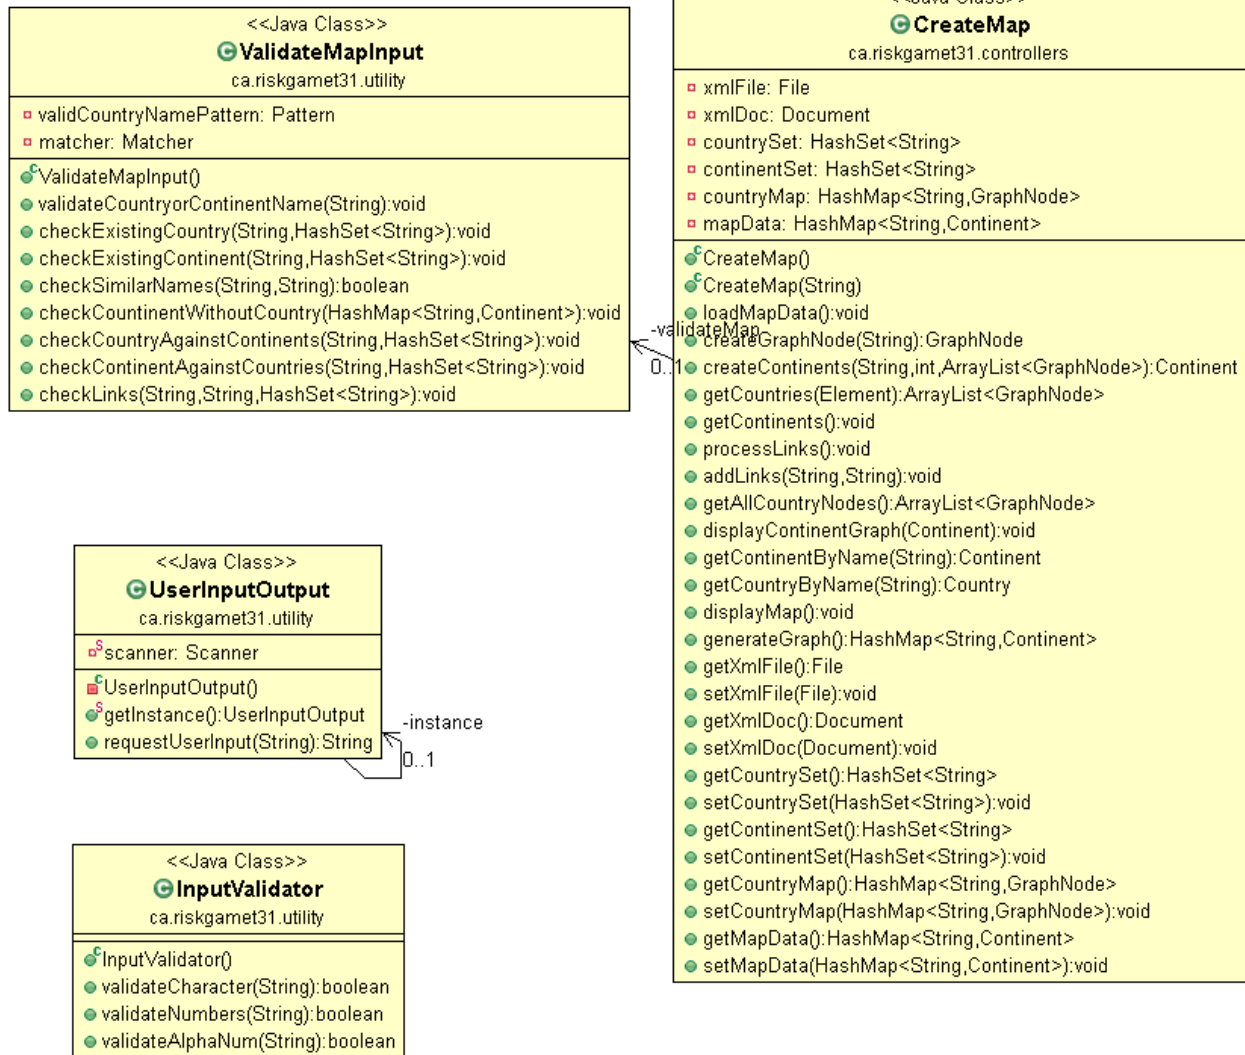 <<Java Class>>
ValidateMapInput
ca.riskgamet31.utility
validCountryNamePattern: Pattern
matcher: Matcher
ValidateMapInput()
validateCountryorContinentName(String):void
checkExistingCountry(String,HashSet<String>):void
checkExistingContinent(String,HashSet<String>):void
checkSimilarNames(String,String):boolean
checkCountinentWithoutCountry(HashMap<String,Continent>):void
checkCountryAgainstContinents(String,HashSet<String>):void
checkContinentAgainstCountries(String,HashSet<String>):void
checkLinks(String,String,HashSet<String>):void
-validateMap
0..1
<<Java Class>>
CreateMap
ca.riskgamet31.controllers
xmlFile: File
xmlDoc: Document
countrySet: HashSet<String>
continentSet: HashSet<String>
countryMap: HashMap<String,GraphNode>
mapData: HashMap<String,Continent>
CreateMap()
CreateMap(String)
loadMapData():void
createGraphNode(String):GraphNode
createContinents(String,int,ArrayList<GraphNode>):Continent
getCountries(Element):ArrayList<GraphNode>
getContinents():void
processLinks():void
addLinks(String,String):void
getAllCountryNodes():ArrayList<GraphNode>
displayContinentGraph(Continent):void
getContinentByName(String):Continent
getCountryByName(String):Country
displayMap():void
generateGraph():HashMap<String,Continent>
getXmlFile():File
setXmlFile(File):void
getXmlDoc():Document
setXmlDoc(Document):void
getCountrySet():HashSet<String>
setCountrySet(HashSet<String>):void
getContinentSet():HashSet<String>
setContinentSet(HashSet<String>):void
getCountryMap():HashMap<String,GraphNode>
setCountryMap(HashMap<String,GraphNode>):void
getMapData():HashMap<String,Continent>
setMapData(HashMap<String,Continent>):void
<<Java Class>>
UserInputOutput
ca.riskgamet31.utility
scanner: Scanner
UserInputOutput()
getInstance():UserInputOutput
requestUserInput(String):String
-instance
0..1
<<Java Class>>
InputValidator
ca.riskgamet31.utility
InputValidator()
validateCharacter(String):boolean
validateNumbers(String):boolean
validateAlphaNum(String):boolean